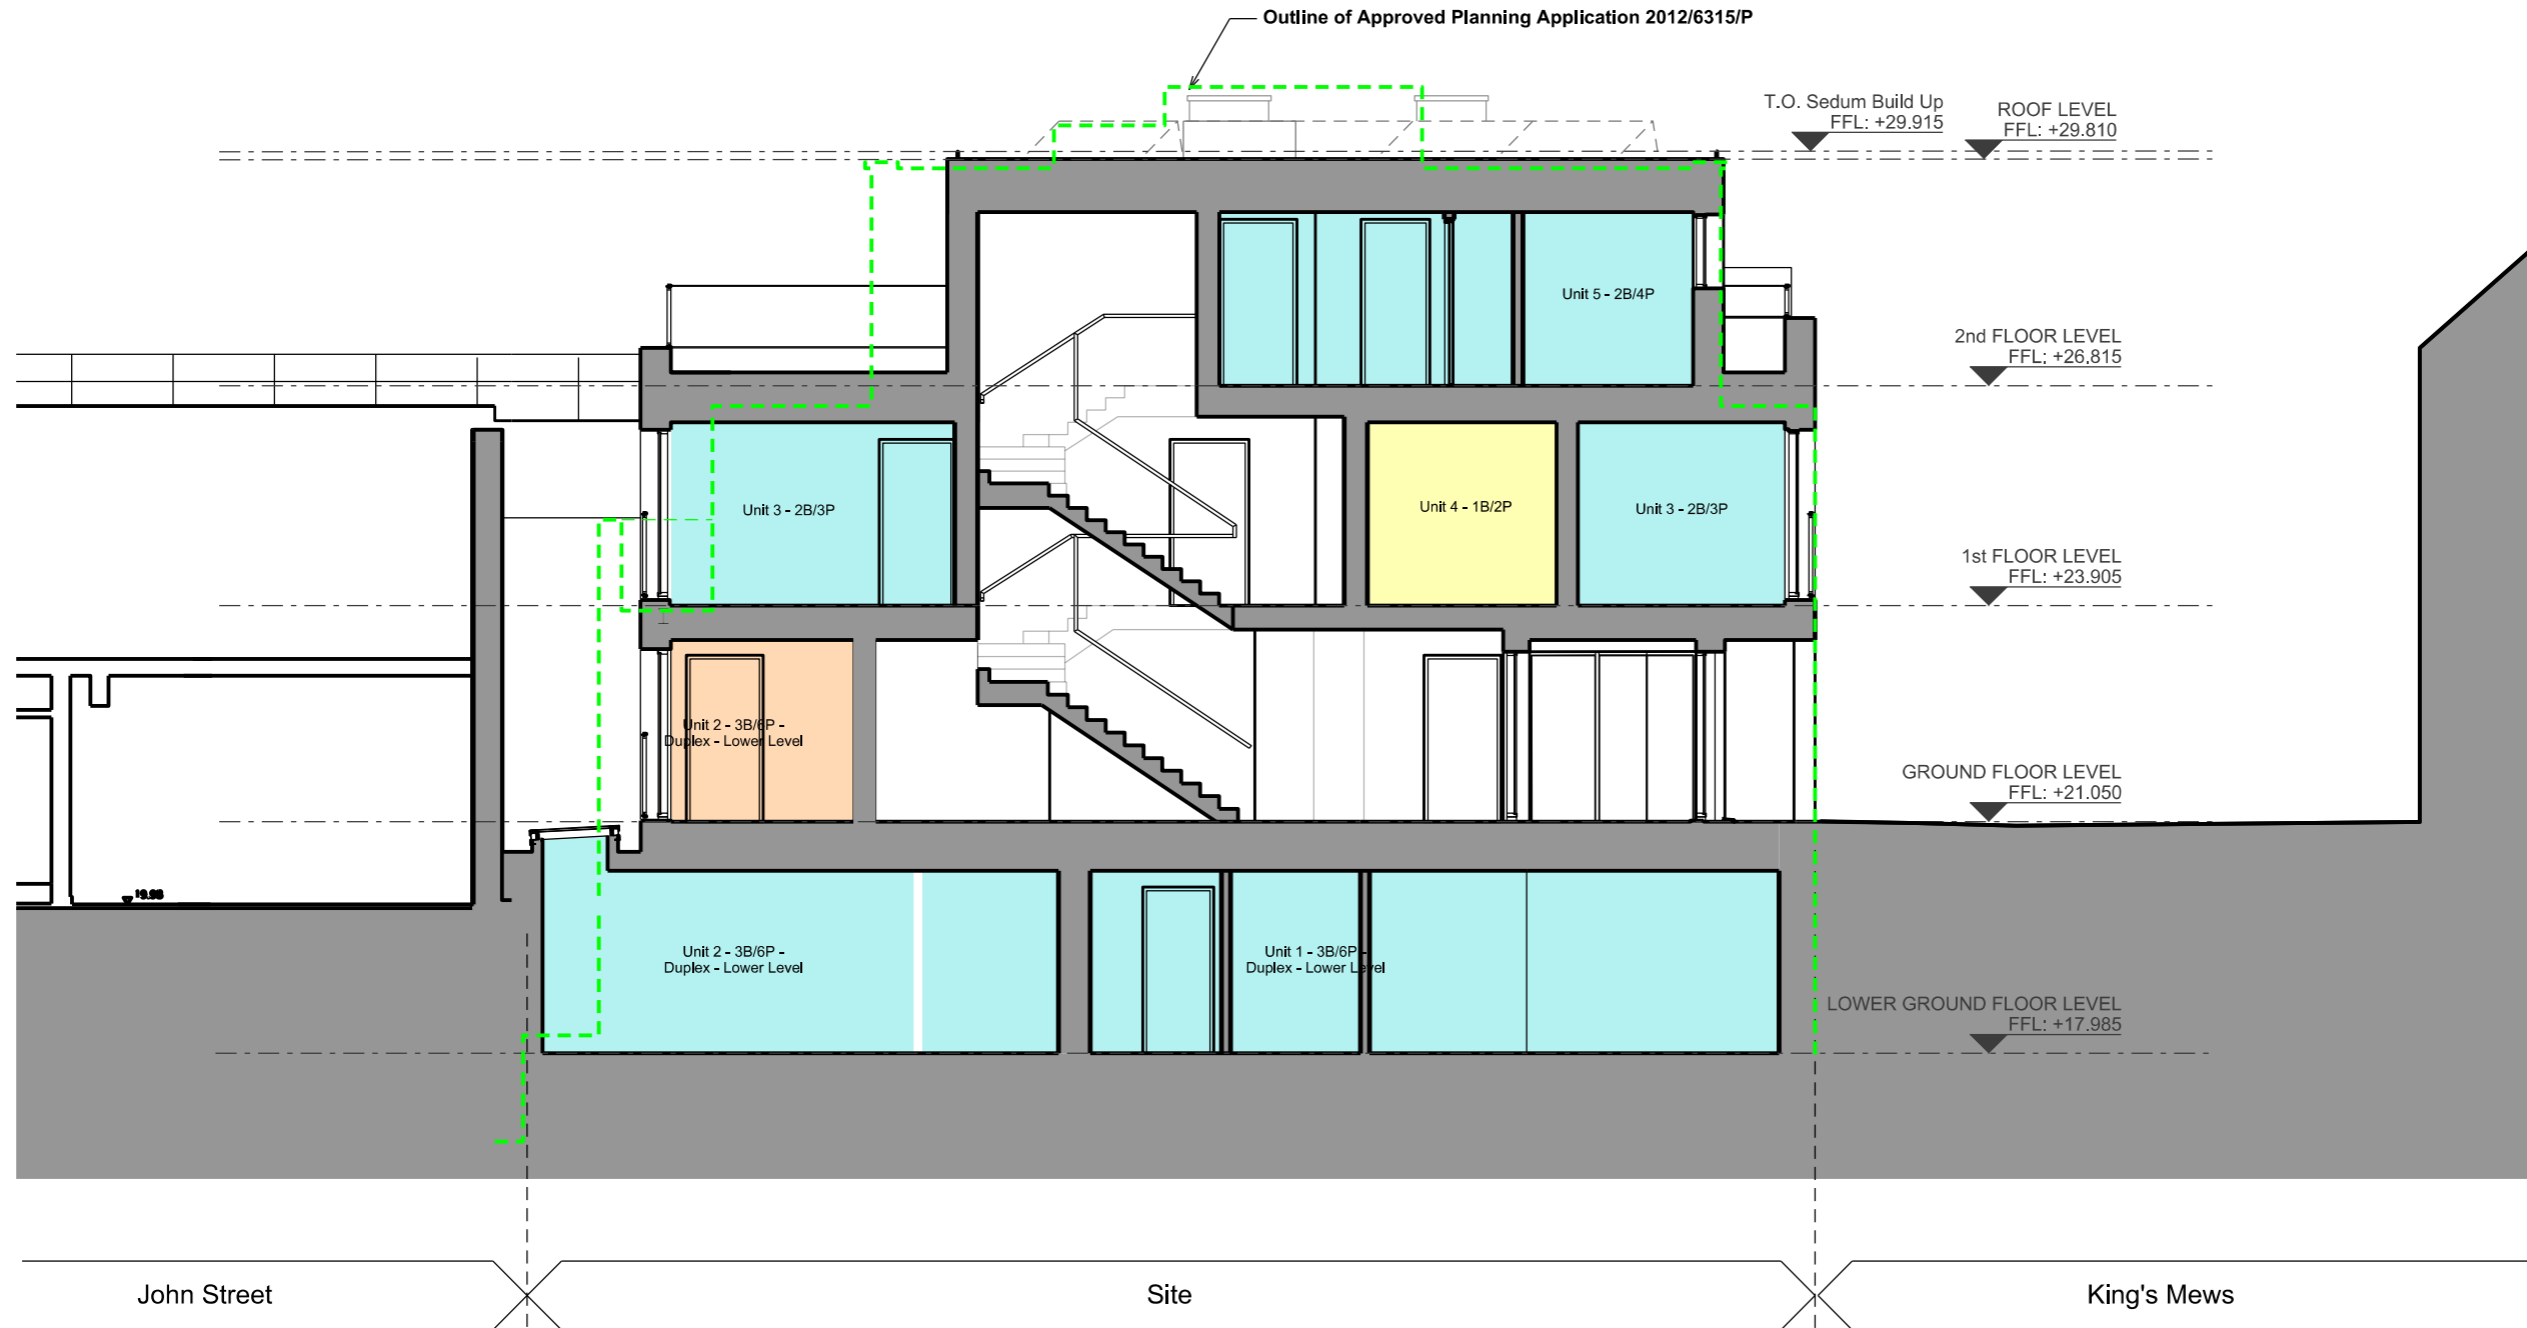 Outline of Approved Planning Application 2012/6315/P
T.O. Sedum Build Up
FFL: +29.915
ROOF LEVEL
FFL: +29.810
Unit 5 - 2B/4P
2nd FLOOR LEVEL
FFL: +26.815
Unit 3 - 2B/3P
Unit 4 - 1B/2P
Unit 3 - 2B/3P
1st FLOOR LEVEL
FFL: +23.905
Unit 2 - 3B/6P -
Duplex - Lower Level
GROUND FLOOR LEVEL
FFL: +21.050
19.98
Unit 2 - 3B/6P -
Duplex - Lower Level
Unit 1 - 3B/6P -
Duplex - Lower Level
LOWER GROUND FLOOR LEVEL
FFL: +17.985
John Street
Site
King's Mews